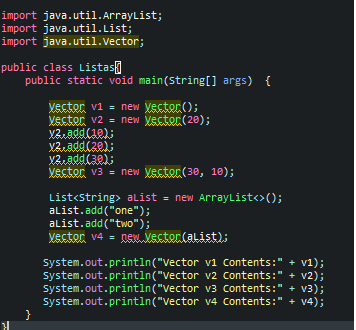 import java.util.ArrayList;
import java.util.List;
import java.util.Vector;
public class Listas{
public static void main(String[] args) {
Vector v1 = new Vector();
Vector v2 = new Vector(20);
v2.add(10);
v2.add(20);
v2.add(30);
Vector v3 = new Vector(30, 10);
List<String> aList = new ArrayList<>();
aList.add("one");
aList.add("two");
Vector v4 = new Vector(aList);
System.out.println("Vector v1 Contents:" + v1);
System.out.println("Vector v2 Contents:" + v2);
System.out.println("Vector v3 Contents:" + v3);
System.out.println("Vector v4 Contents:" + v4);
}
}